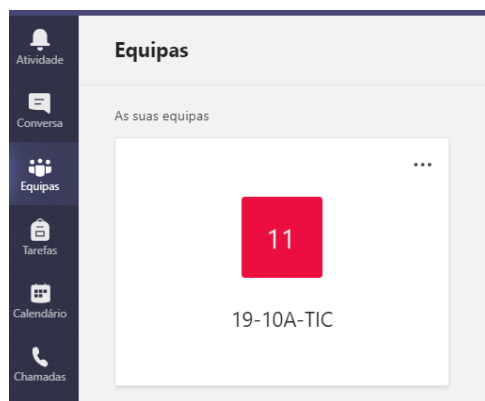 Atividade
Conversa
Equipas
Tarefas
Calendário
Chamadas
Equipas
As suas equipas
11
19-10A-TIC